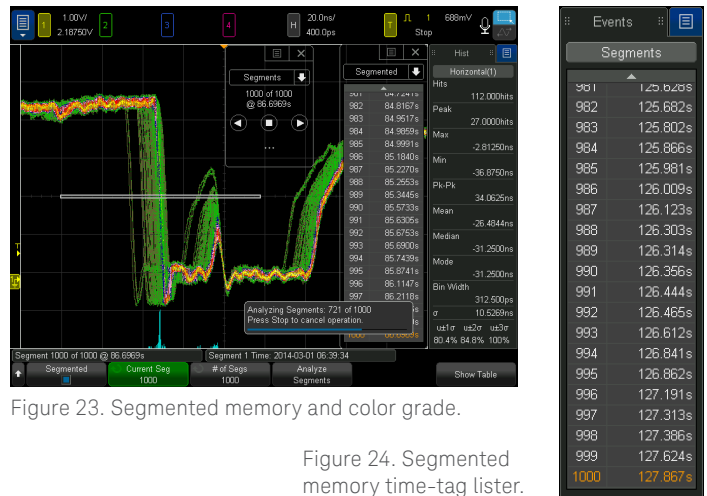 1.00V/
2.18750V
1
2
3
4
H
20.0ns/
400.0ps
T
1
688mV
Stop
Segments
1000 of 1000
@ 86.6969s
...
Segmented
981 84.7241s
982 84.8167s
983 84.9517s
984 84.9859s
985 84.9991s
986 85.1840s
987 85.2270s
988 85.2553s
989 85.3445s
990 85.5733s
991 85.6305s
992 85.6753s
993 85.6900s
994 85.7439s
995 85.8741s
996 86.1147s
997 86.2118s
Hist
Horizontal(1)
Hits
112.000hits
Peak
27.0000hits
Max
-2.81250ns
Min
-36.8750ns
Pk-Pk
34.0625ns
Mean
-26.4844ns
Median
-31.2500ns
Mode
-31.2500ns
Bin Width
312.500ps
σ
10.5269ns
u±1σ u±2σ u±3σ
80.4% 84.8% 100%
Analyzing Segments: 721 of 1000
Press Stop to cancel operation.
Segment 1000 of 1000 @ 86.6969s
Segment 1 Time: 2014-03-01 06:39:34
Segmented
Current Seg
1000
# of Segs
1000
Analyze
Segments
Show Table
Figure 23. Segmented memory and color grade.
Figure 24. Segmented
memory time-tag lister.
Events
Segments
981 125.628s
982 125.682s
983 125.802s
984 125.866s
985 125.981s
986 126.009s
987 126.123s
988 126.303s
989 126.314s
990 126.356s
991 126.444s
992 126.465s
993 126.612s
994 126.841s
995 126.862s
996 127.191s
997 127.313s
998 127.386s
999 127.624s
1000 127.867s